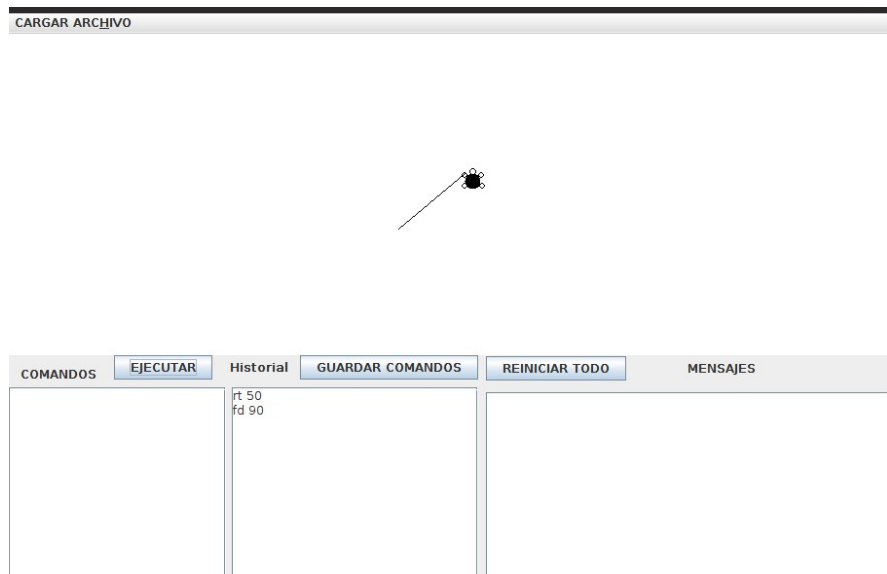 CARGAR ARCHIVO
COMANDOS
EJECUTAR
Historial
GUARDAR COMANDOS
REINICIAR TODO
MENSAJES
rt 50
fd 90